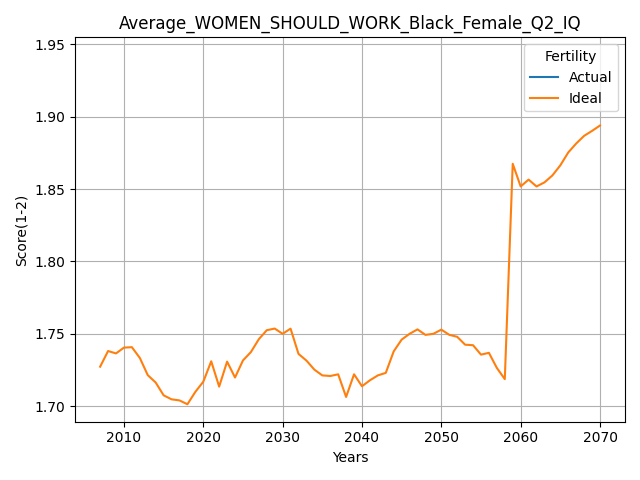 Average_WOMEN_SHOULD_WORK_Black_Female_Q2_IQ
Fertility
Actual
Ideal
Score(1-2)
1.95
1.90
1.85
1.80
1.75
1.70
2010 2020 2030 2040 2050 2060 2070
Years